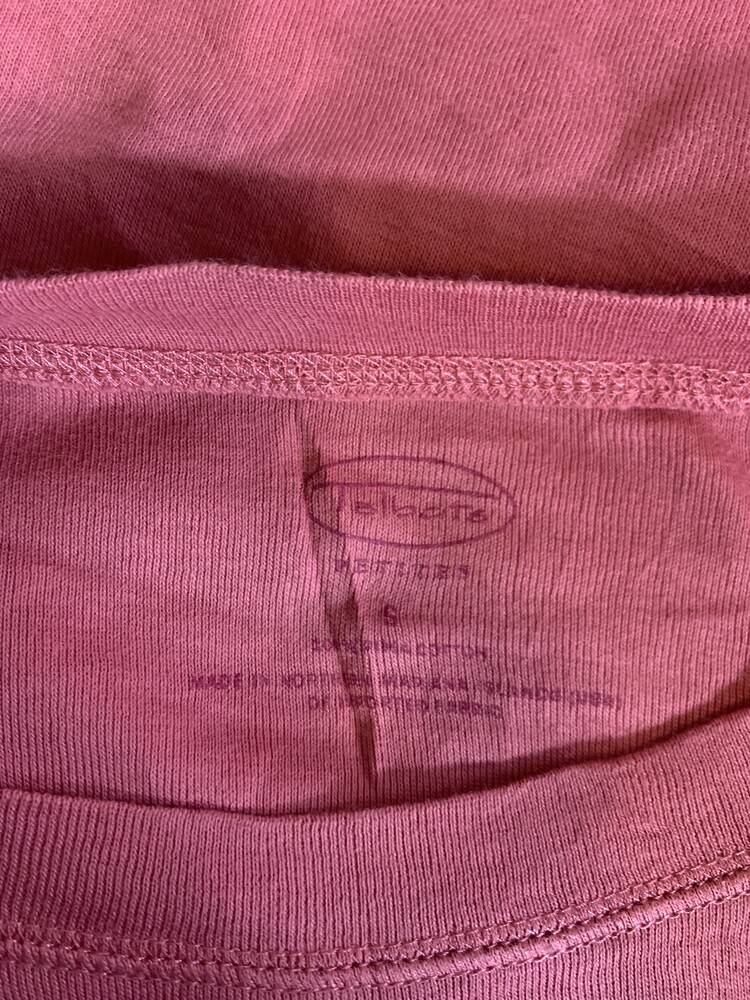 Talbots
PETITES
S
100% PIMA COTTON
MADE IN NORTHERN MARIANA ISLANDS (USA)
OF IMPORTED FABRIC